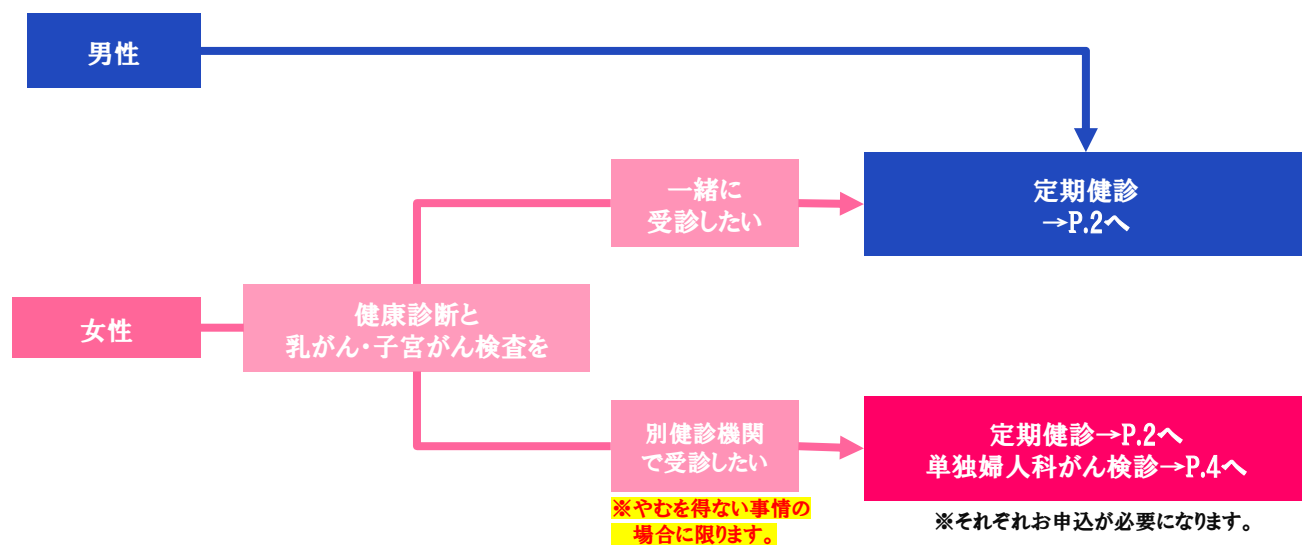 男性
一緒に
受診したい
定期健診
→P.2へ
女性
健康診断と
乳がん・子宮がん検査を
別健診機関
で受診したい
※やむを得ない事情の
場合に限ります。
定期健診→P.2へ
単独婦人科がん検診→P.4へ
※それぞれお申込が必要になります。